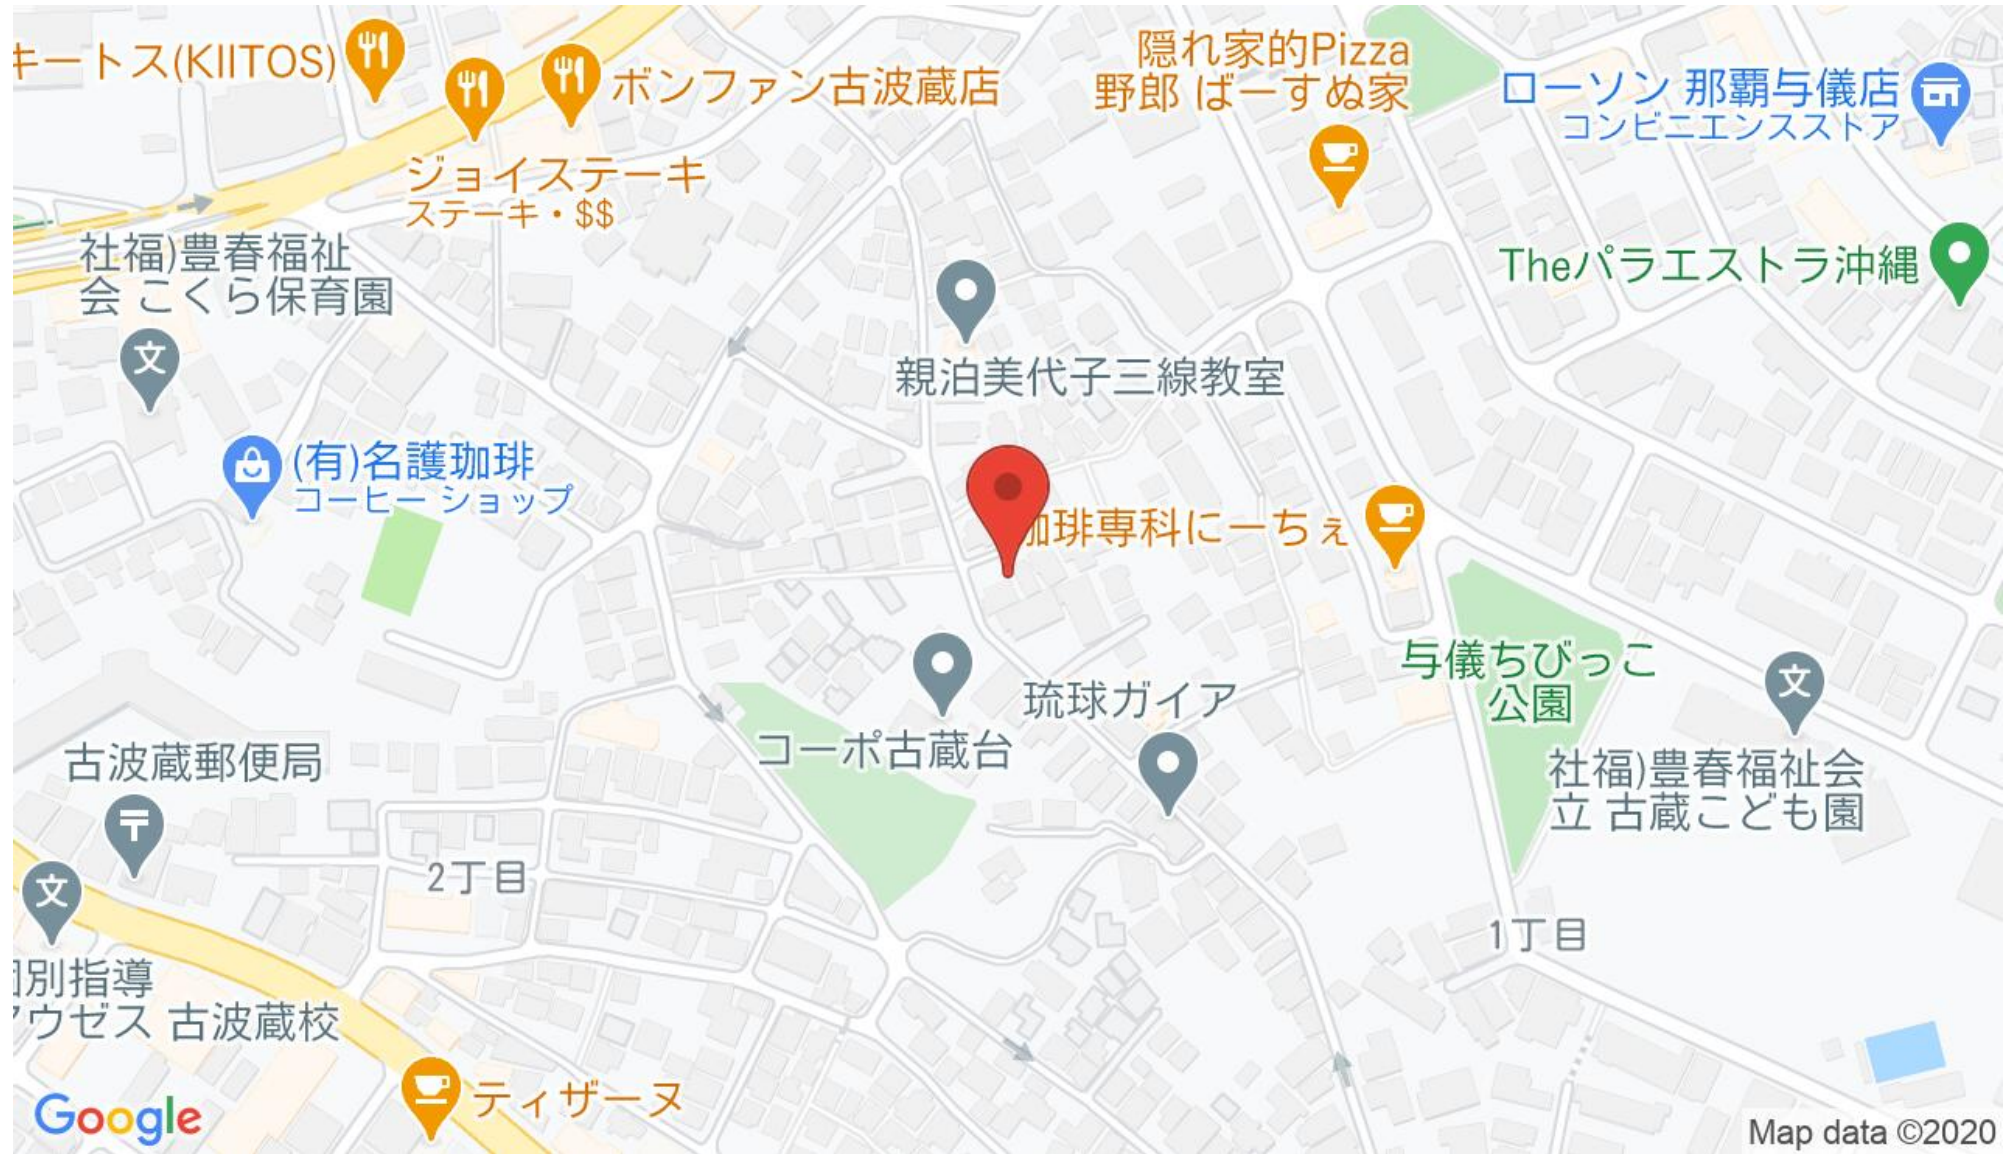 キートス(KIITOS)
ボンファン古波蔵店
隠れ家的Pizza
野郎 ばーすぬ家
ローソン 那覇与儀店
コンビニエンスストア
ジョイステーキ
ステーキ・$$
社福)豊春福祉
会 こくら保育園
文
Theパラエストラ沖縄
親泊美代子三線教室
(有)名護珈琲
コーヒー ショップ
珈琲専科にーちぇ
与儀ちびっこ
公園
文
琉球ガイア
コーポ古蔵台
古波蔵郵便局
〒
社福)豊春福祉会
立 古蔵こども園
2丁目
文
1丁目
別指導
ウゼス 古波蔵校
ティザーヌ
Google
Map data ©2020